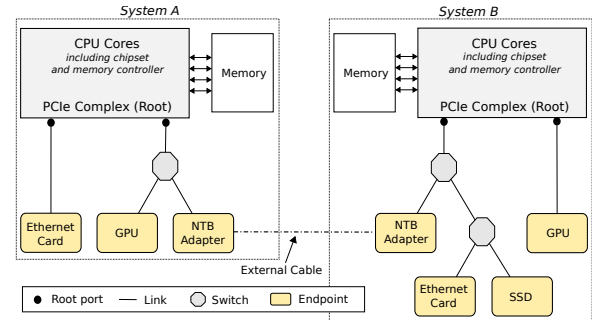 System A
CPU Cores
including chipset
and memory controller
PCIe Complex (Root)
Memory
Ethernet
Card
GPU
NTB
Adapter
External Cable
System B
Memory
CPU Cores
including chipset
and memory controller
PCIe Complex (Root)
NTB
Adapter
GPU
Ethernet
Card
SSD
Root port
Link
Switch
Endpoint